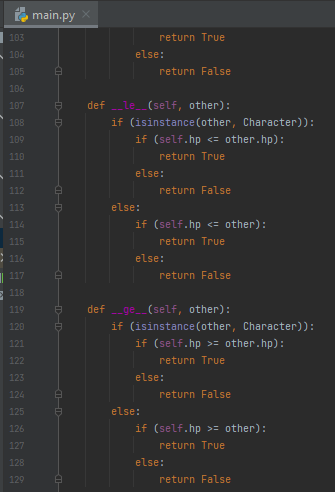 main.py
103 return True
104 else:
105 return False
106
107 def __le__(self, other):
108 if (isinstance(other, Character)):
109 if (self.hp <= other.hp):
110 return True
111 else:
112 return False
113 else:
114 if (self.hp <= other):
115 return True
116 else:
117 return False
118
119 def __ge__(self, other):
120 if (isinstance(other, Character)):
121 if (self.hp >= other.hp):
122 return True
123 else:
124 return False
125 else:
126 if (self.hp >= other):
127 return True
128 else:
129 return False